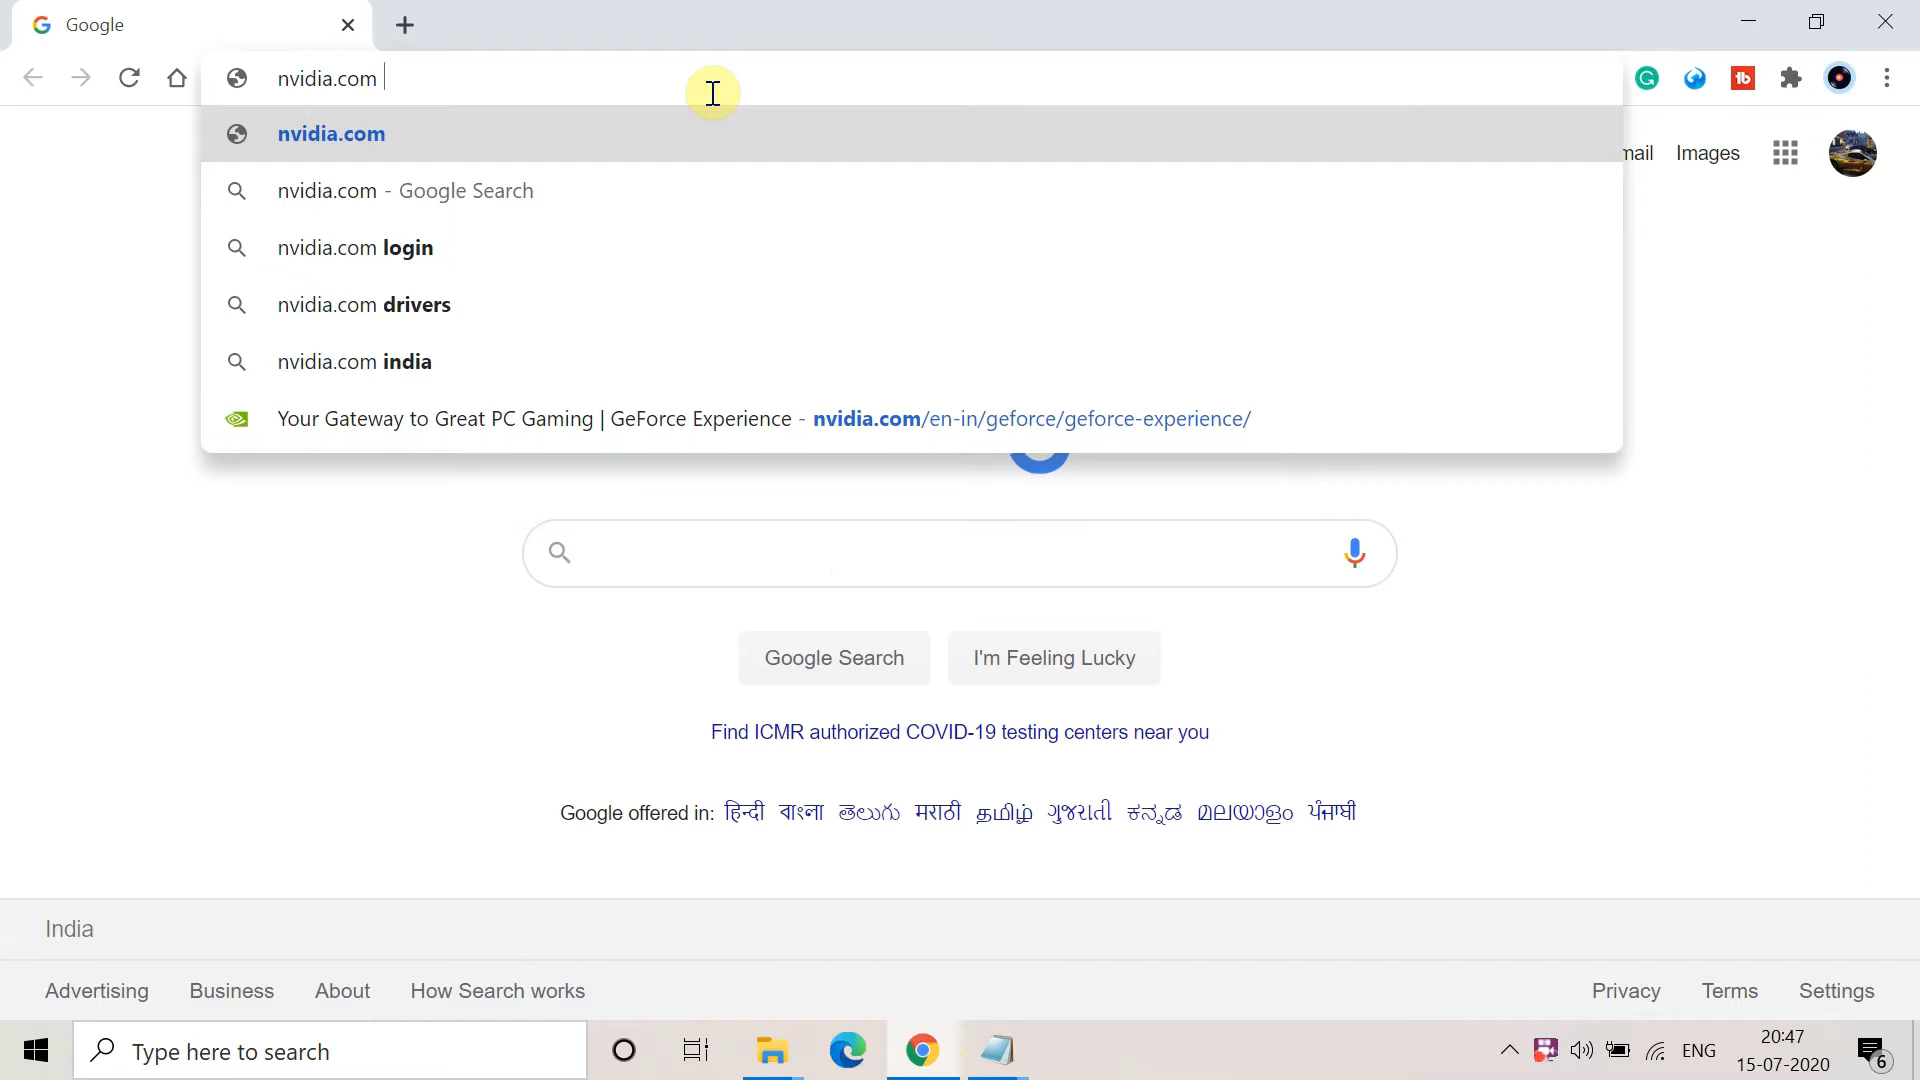 Google
nvidia.com
nvidia.com
nvidia.com - Google Search
nvidia.com login
nvidia.com drivers
nvidia.com india
Your Gateway to Great PC Gaming | GeForce Experience - nvidia.com/en-in/geforce/geforce-experience/
mail Images
Google Search I'm Feeling Lucky
Find ICMR authorized COVID-19 testing centers near you
Google offered in: हिन्दी বাংলা తెలుగు मराठी தமிழ் ગુજરાતી ಕನ್ನಡ മലയാളം ਪੰਜਾਬੀ
India
Advertising Business About How Search works Privacy Terms Settings
Type here to search ENG 20:47
15-07-2020 6